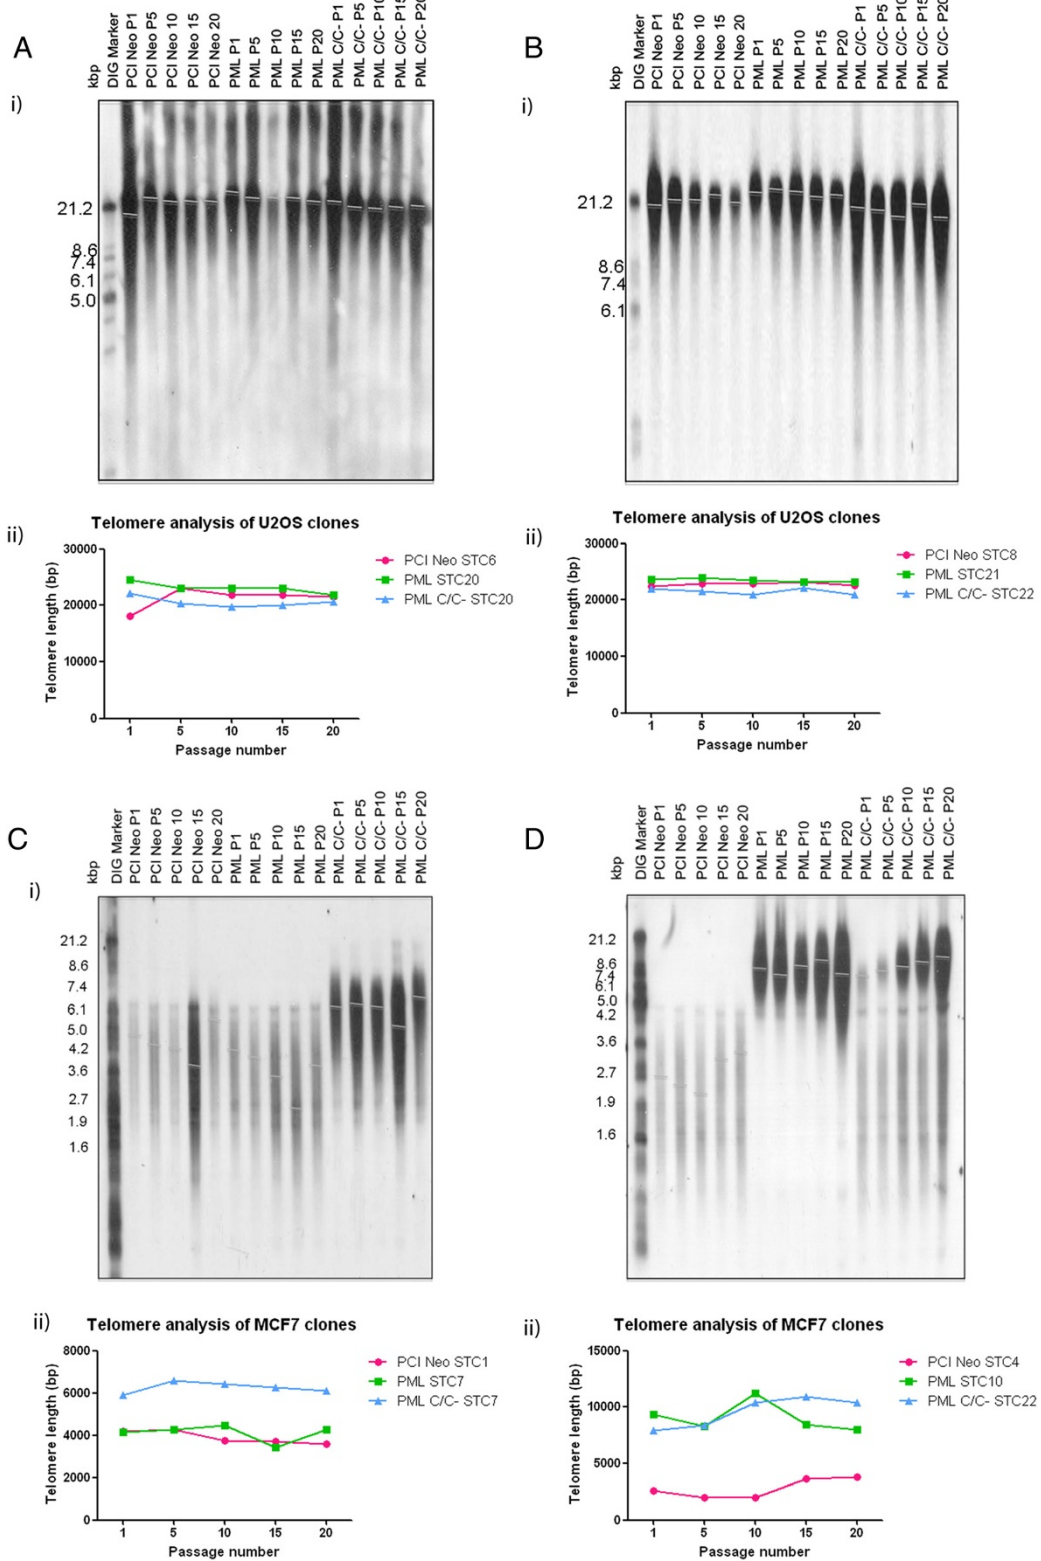 A
kbp
DIG Marker
PCI Neo P1
PCI Neo P5
PCI Neo 10
PCI Neo 15
PCI Neo 20
PML P1
PML P5
PML P10
PML P15
PML P20
PML C/C- P1
PML C/C- P5
PML C/C- P10
PML C/C- P15
PML C/C- P20
i)
21.2
8.6
7.4
6.1
5.0
ii)
Telomere analysis of U2OS clones
Telomere length (bp)
30000
20000
10000
0
1 5 10 15 20
Passage number
PCI Neo STC6
PML STC20
PML C/C- STC20
B
kbp
DIG Marker
PCI Neo P1
PCI Neo P5
PCI Neo 10
PCI Neo 15
PCI Neo 20
PML P1
PML P5
PML P10
PML P15
PML P20
PML C/C- P1
PML C/C- P5
PML C/C- P10
PML C/C- P15
PML C/C- P20
i)
21.2
8.6
7.4
6.1
ii)
Telomere analysis of U2OS clones
Telomere length (bp)
30000
20000
10000
0
1 5 10 15 20
Passage number
PCI Neo STC8
PML STC21
PML C/C- STC22
C
kbp
DIG Marker
PCI Neo P1
PCI Neo P5
PCI Neo 10
PCI Neo 15
PCI Neo 20
PML P1
PML P5
PML P10
PML P15
PML P20
PML C/C- P1
PML C/C- P5
PML C/C- P10
PML C/C- P15
PML C/C- P20
i)
21.2
8.6
7.4
6.1
5.0
4.2
3.6
2.7
1.9
1.6
ii)
Telomere analysis of MCF7 clones
Telomere length (bp)
8000
6000
4000
2000
0
1 5 10 15 20
Passage number
PCI Neo STC1
PML STC7
PML C/C- STC7
D
kbp
DIG Marker
PCI Neo P1
PCI Neo P5
PCI Neo 10
PCI Neo 15
PCI Neo 20
PML P1
PML P5
PML P10
PML P15
PML P20
PML C/C- P1
PML C/C- P5
PML C/C- P10
PML C/C- P15
PML C/C- P20
21.2
8.6
7.4
6.1
5.0
4.2
3.6
2.7
1.9
1.6
ii)
Telomere analysis of MCF7 clones
Telomere length (bp)
15000
10000
5000
0
1 5 10 15 20
Passage number
PCI Neo STC4
PML STC10
PML C/C- STC22